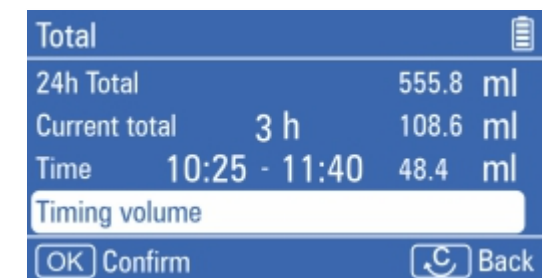 Total
24h Total 555.8 ml
Current total 3 h 108.6 ml
Time 10:25 - 11:40 48.4 ml
Timing volume
OK Confirm C Back